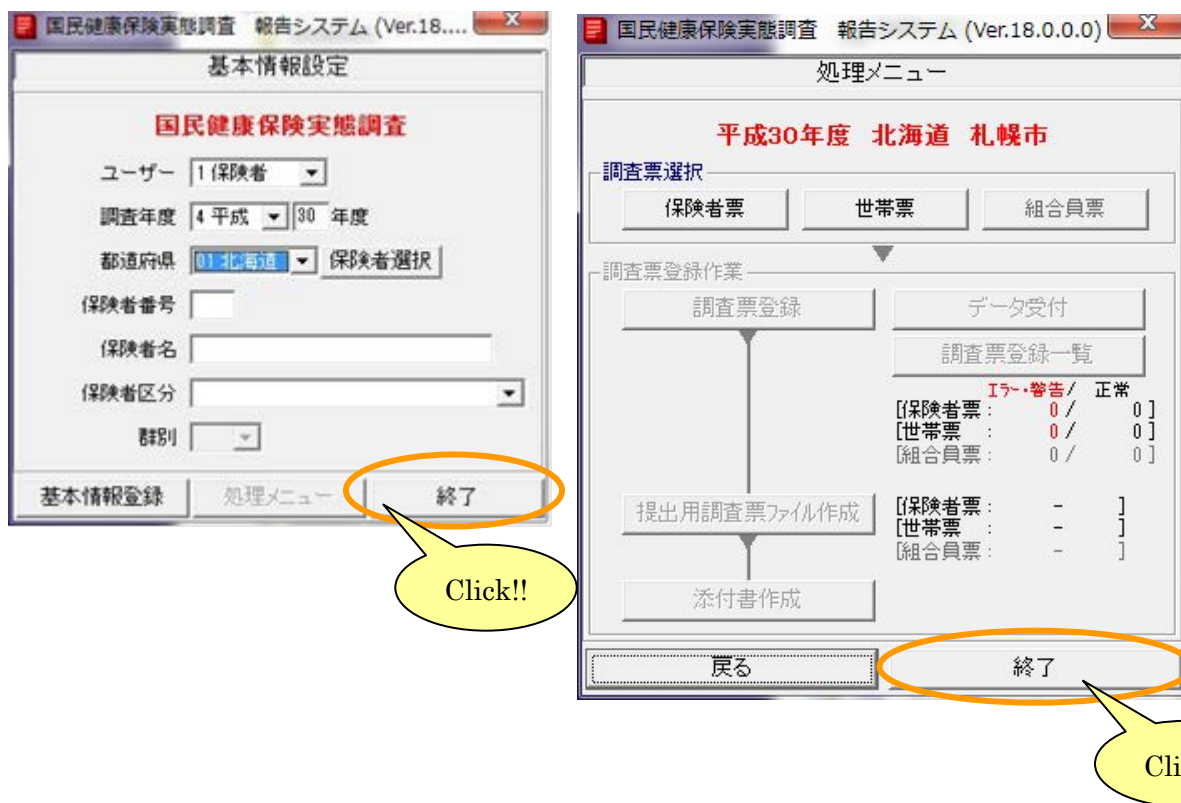 国民健康保険実態調査 報告システム (Ver.18....
基本情報設定
国民健康保険実態調査
ユーザー 1 保険者
調査年度 4 平成 30 年度
都道府県 01 北海道 保険者選択
保険者番号
保険者名
保険者区分
群別
基本情報登録 処理メニュー 終了
Click!!
国民健康保険実態調査 報告システム (Ver.18.0.0.0)
処理メニュー
平成30年度 北海道 札幌市
調査票選択
保険者票 世帯票 組合員票
調査票登録作業
調査票登録 データ受付
調査票登録一覧
エラー・警告/ 正常
[保険者票: 0/ 0]
[世帯票 : 0/ 0]
[組合員票: 0/ 0]
提出用調査票ファイル作成
[保険者票: - ]
[世帯票 : - ]
[組合員票: - ]
添付書作成
戻る 終了
Cli